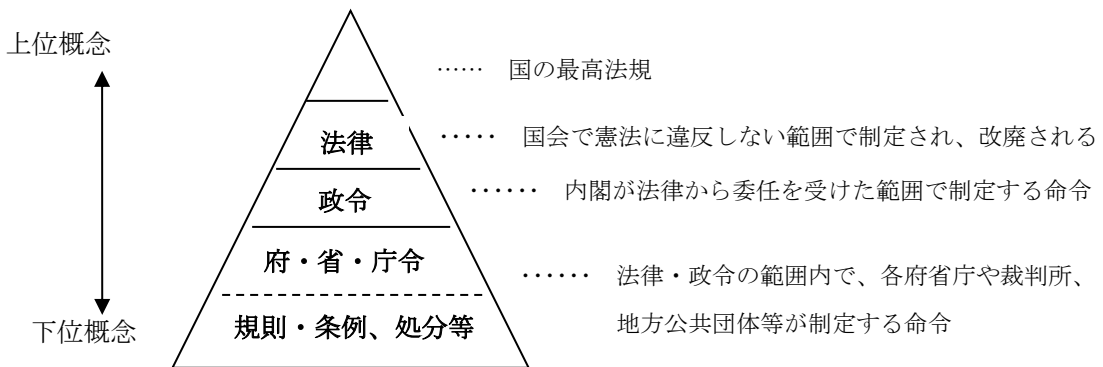 上位概念
…… 国の最高法規
法律 ‥‥‥ 国会で憲法に違反しない範囲で制定され、改廃される
政令 ‥‥‥ 内閣が法律から委任を受けた範囲で制定する命令
府・省・庁令 ‥‥‥ 法律・政令の範囲内で、各府省庁や裁判所、
地方公共団体等が制定する命令
規則・条例、処分等
下位概念